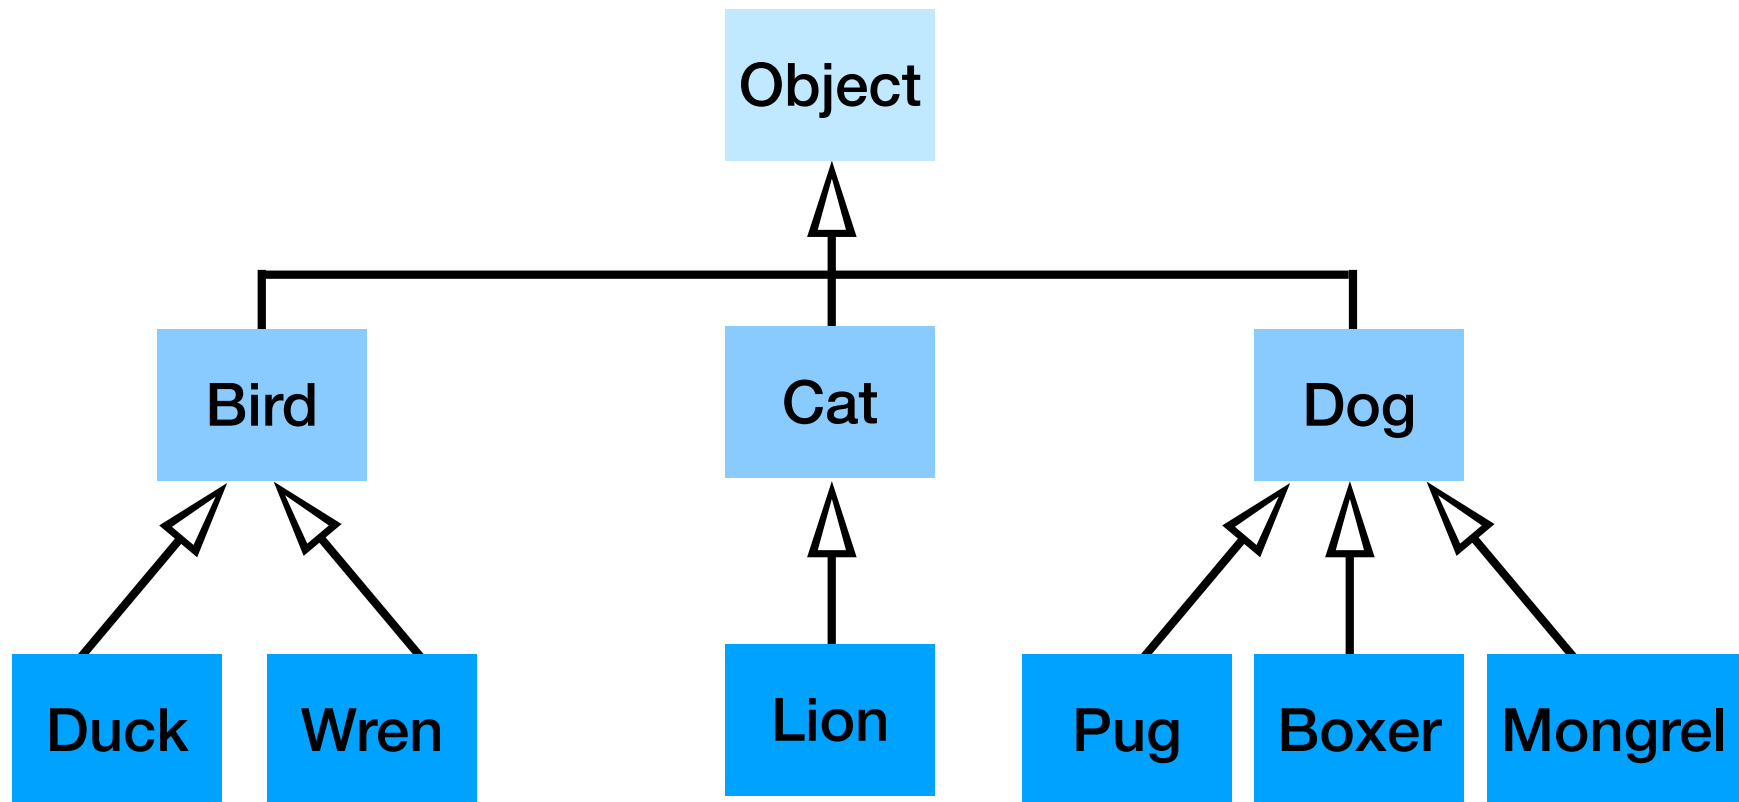 Object
Bird
Cat
Dog
Duck
Wren
Lion
Pug
Boxer
Mongrel